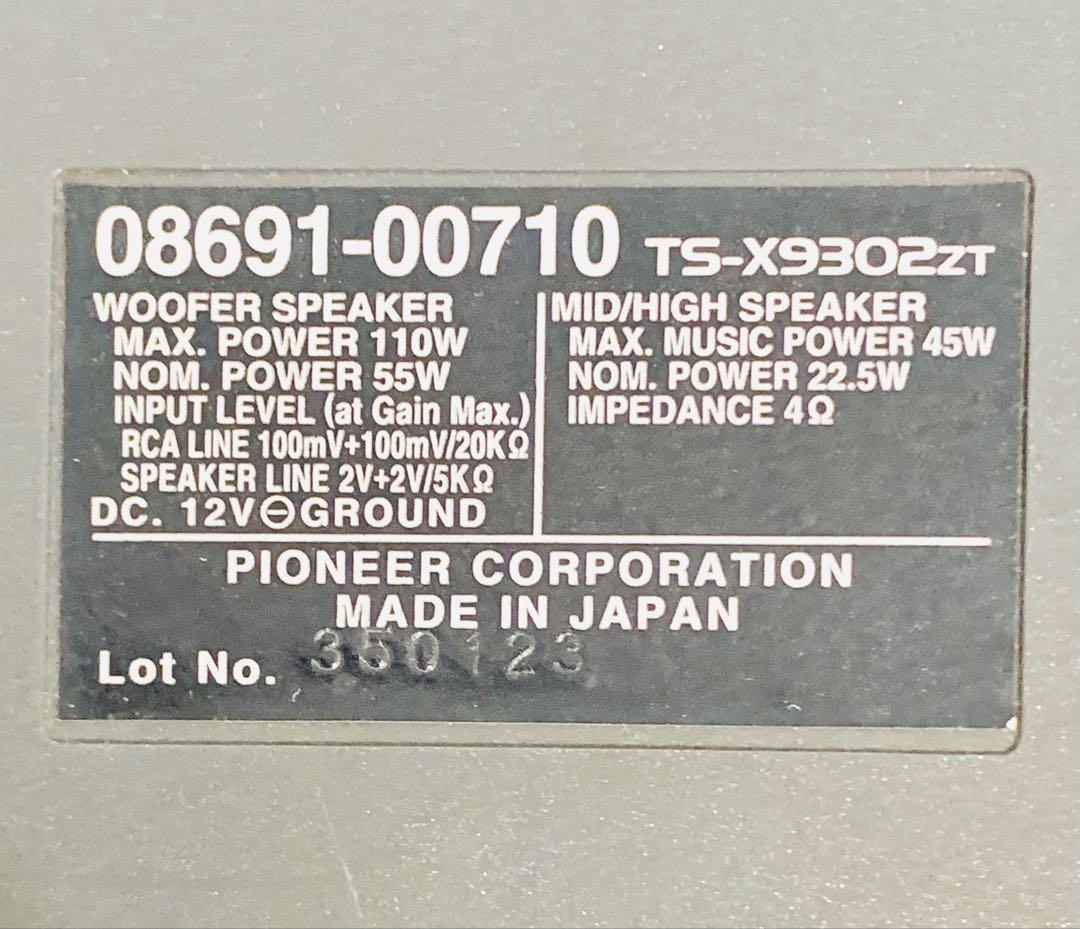 08691-00710 TS-X9302ZT
WOOFER SPEAKER
MAX. POWER 110W
NOM. POWER 55W
INPUT LEVEL (at Gain Max.)
RCA LINE 100mV+100mV/20KΩ
SPEAKER LINE 2V+2V/5KΩ
DC. 12V⊖GROUND
MID/HIGH SPEAKER
MAX. MUSIC POWER 45W
NOM. POWER 22.5W
IMPEDANCE 4Ω
PIONEER CORPORATION
MADE IN JAPAN
Lot No. 350123